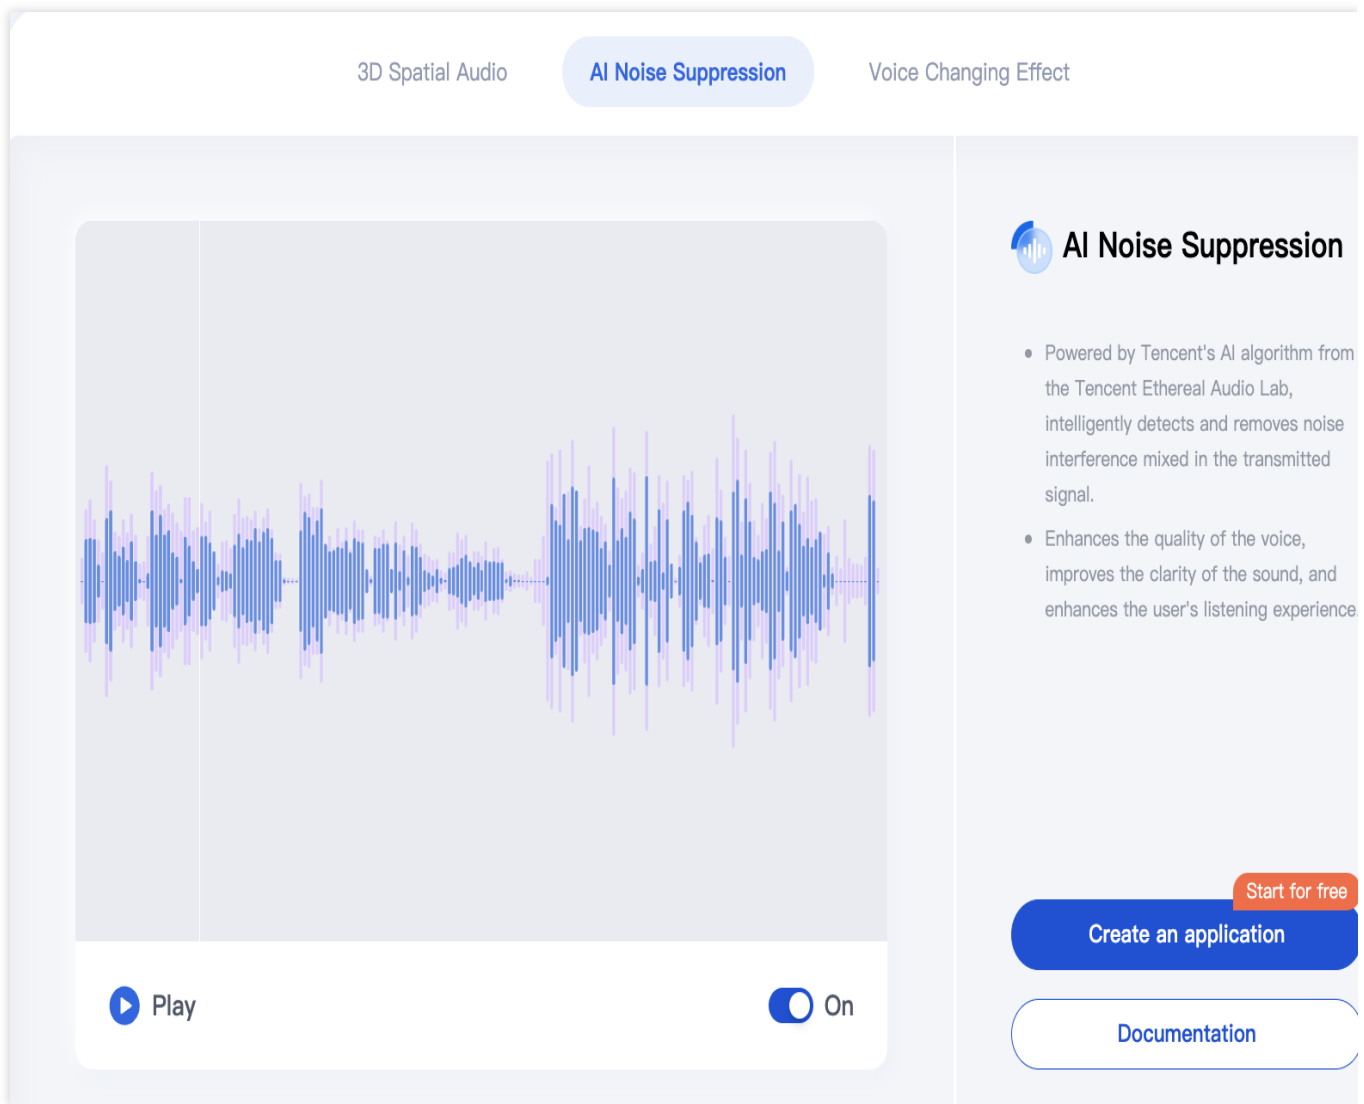 3D Spatial Audio
AI Noise Suppression
Voice Changing Effect
AI Noise Suppression
Powered by Tencent's AI algorithm from
the Tencent Ethereal Audio Lab,
intelligently detects and removes noise
interference mixed in the transmitted
signal.
Enhances the quality of the voice,
improves the clarity of the sound, and
enhances the user's listening experience.
Start for free
Create an application
Documentation
Play
On